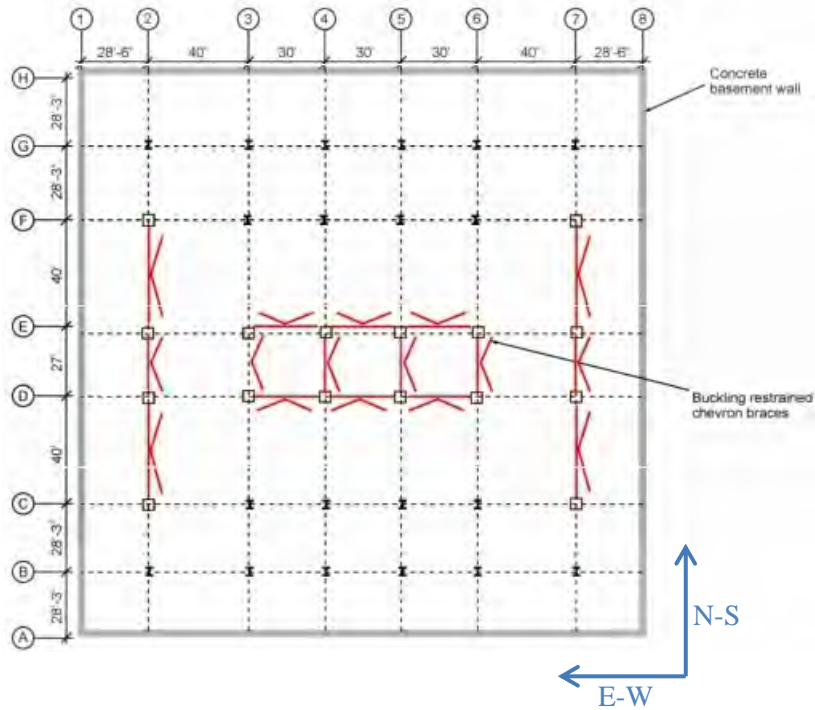 1 2 3 4 5 6 7 8
28'-6" 40' 30' 30' 30' 40' 28'-6"
H
Concrete
basement wall
28'-3"
G
28'-3"
F
40'
E
27'
D
Buckling restrained
chevron braces
40'
C
28'-3"
B
28'-3"
A
N-S
E-W